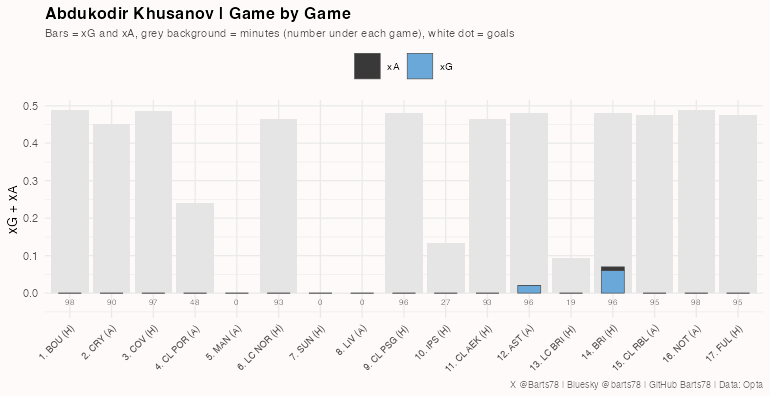 Abdukodir Khusanov | Game by Game
Bars = xG and xA, grey background = minutes (number under each game), white dot = goals
xA xG
xG + xA
0.5
0.4
0.3
0.2
0.1
0.0
98 90 97 48 0 93 0 0 96 27 93 96 19 96 95 98 95
1. BOU (H)
2. CRY (A)
3. COV (H)
4. CL POR (A)
5. MAN (A)
6. LC NOR (H)
7. SUN (H)
8. LIV (A)
9. CL PSG (H)
10. IPS (H)
11. CL AEK (H)
12. AST (A)
13. LC BRI (H)
14. BRI (H)
15. CL RBL (A)
16. NOT (A)
17. FUL (H)
X @Barts78 | Bluesky @barts78 | GitHub Barts78 | Data: Opta